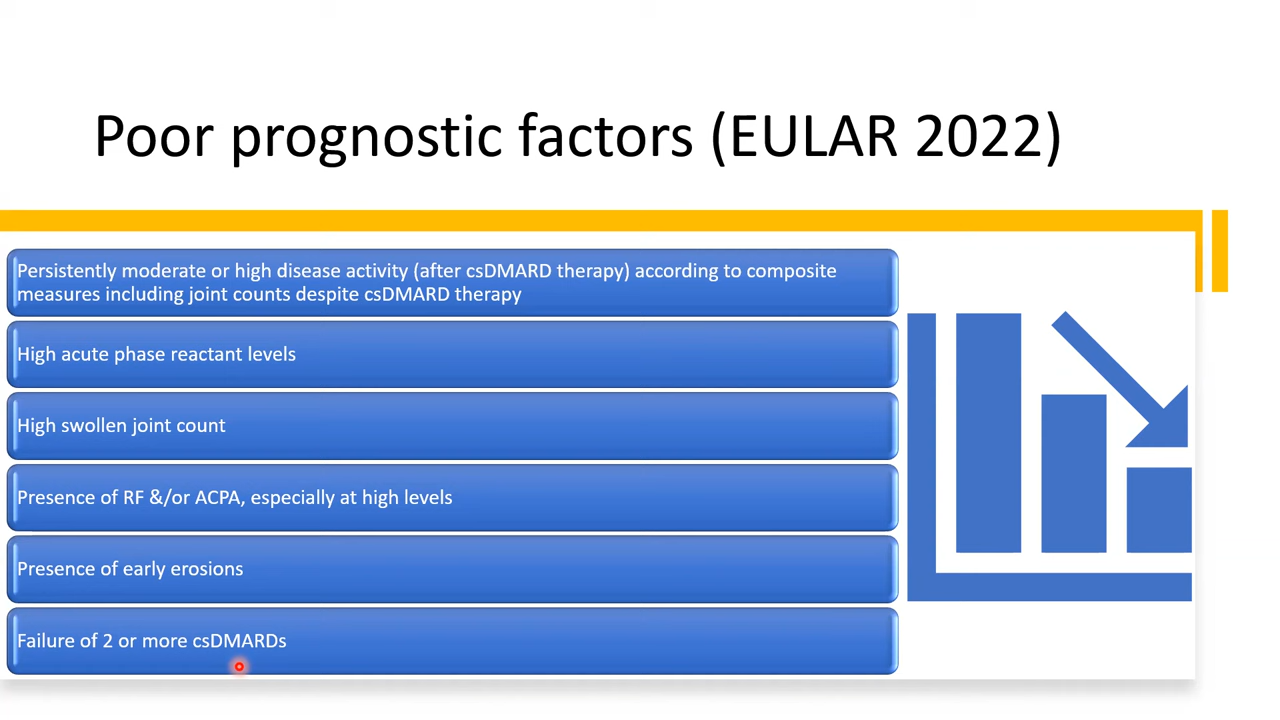 Poor prognostic factors (EULAR 2022)
Persistently moderate or high disease activity (after csDMARD therapy) according to composite
measures including joint counts despite csDMARD therapy
High acute phase reactant levels
High swollen joint count
Presence of RF &/or ACPA, especially at high levels
Presence of early erosions
Failure of 2 or more csDMARDs